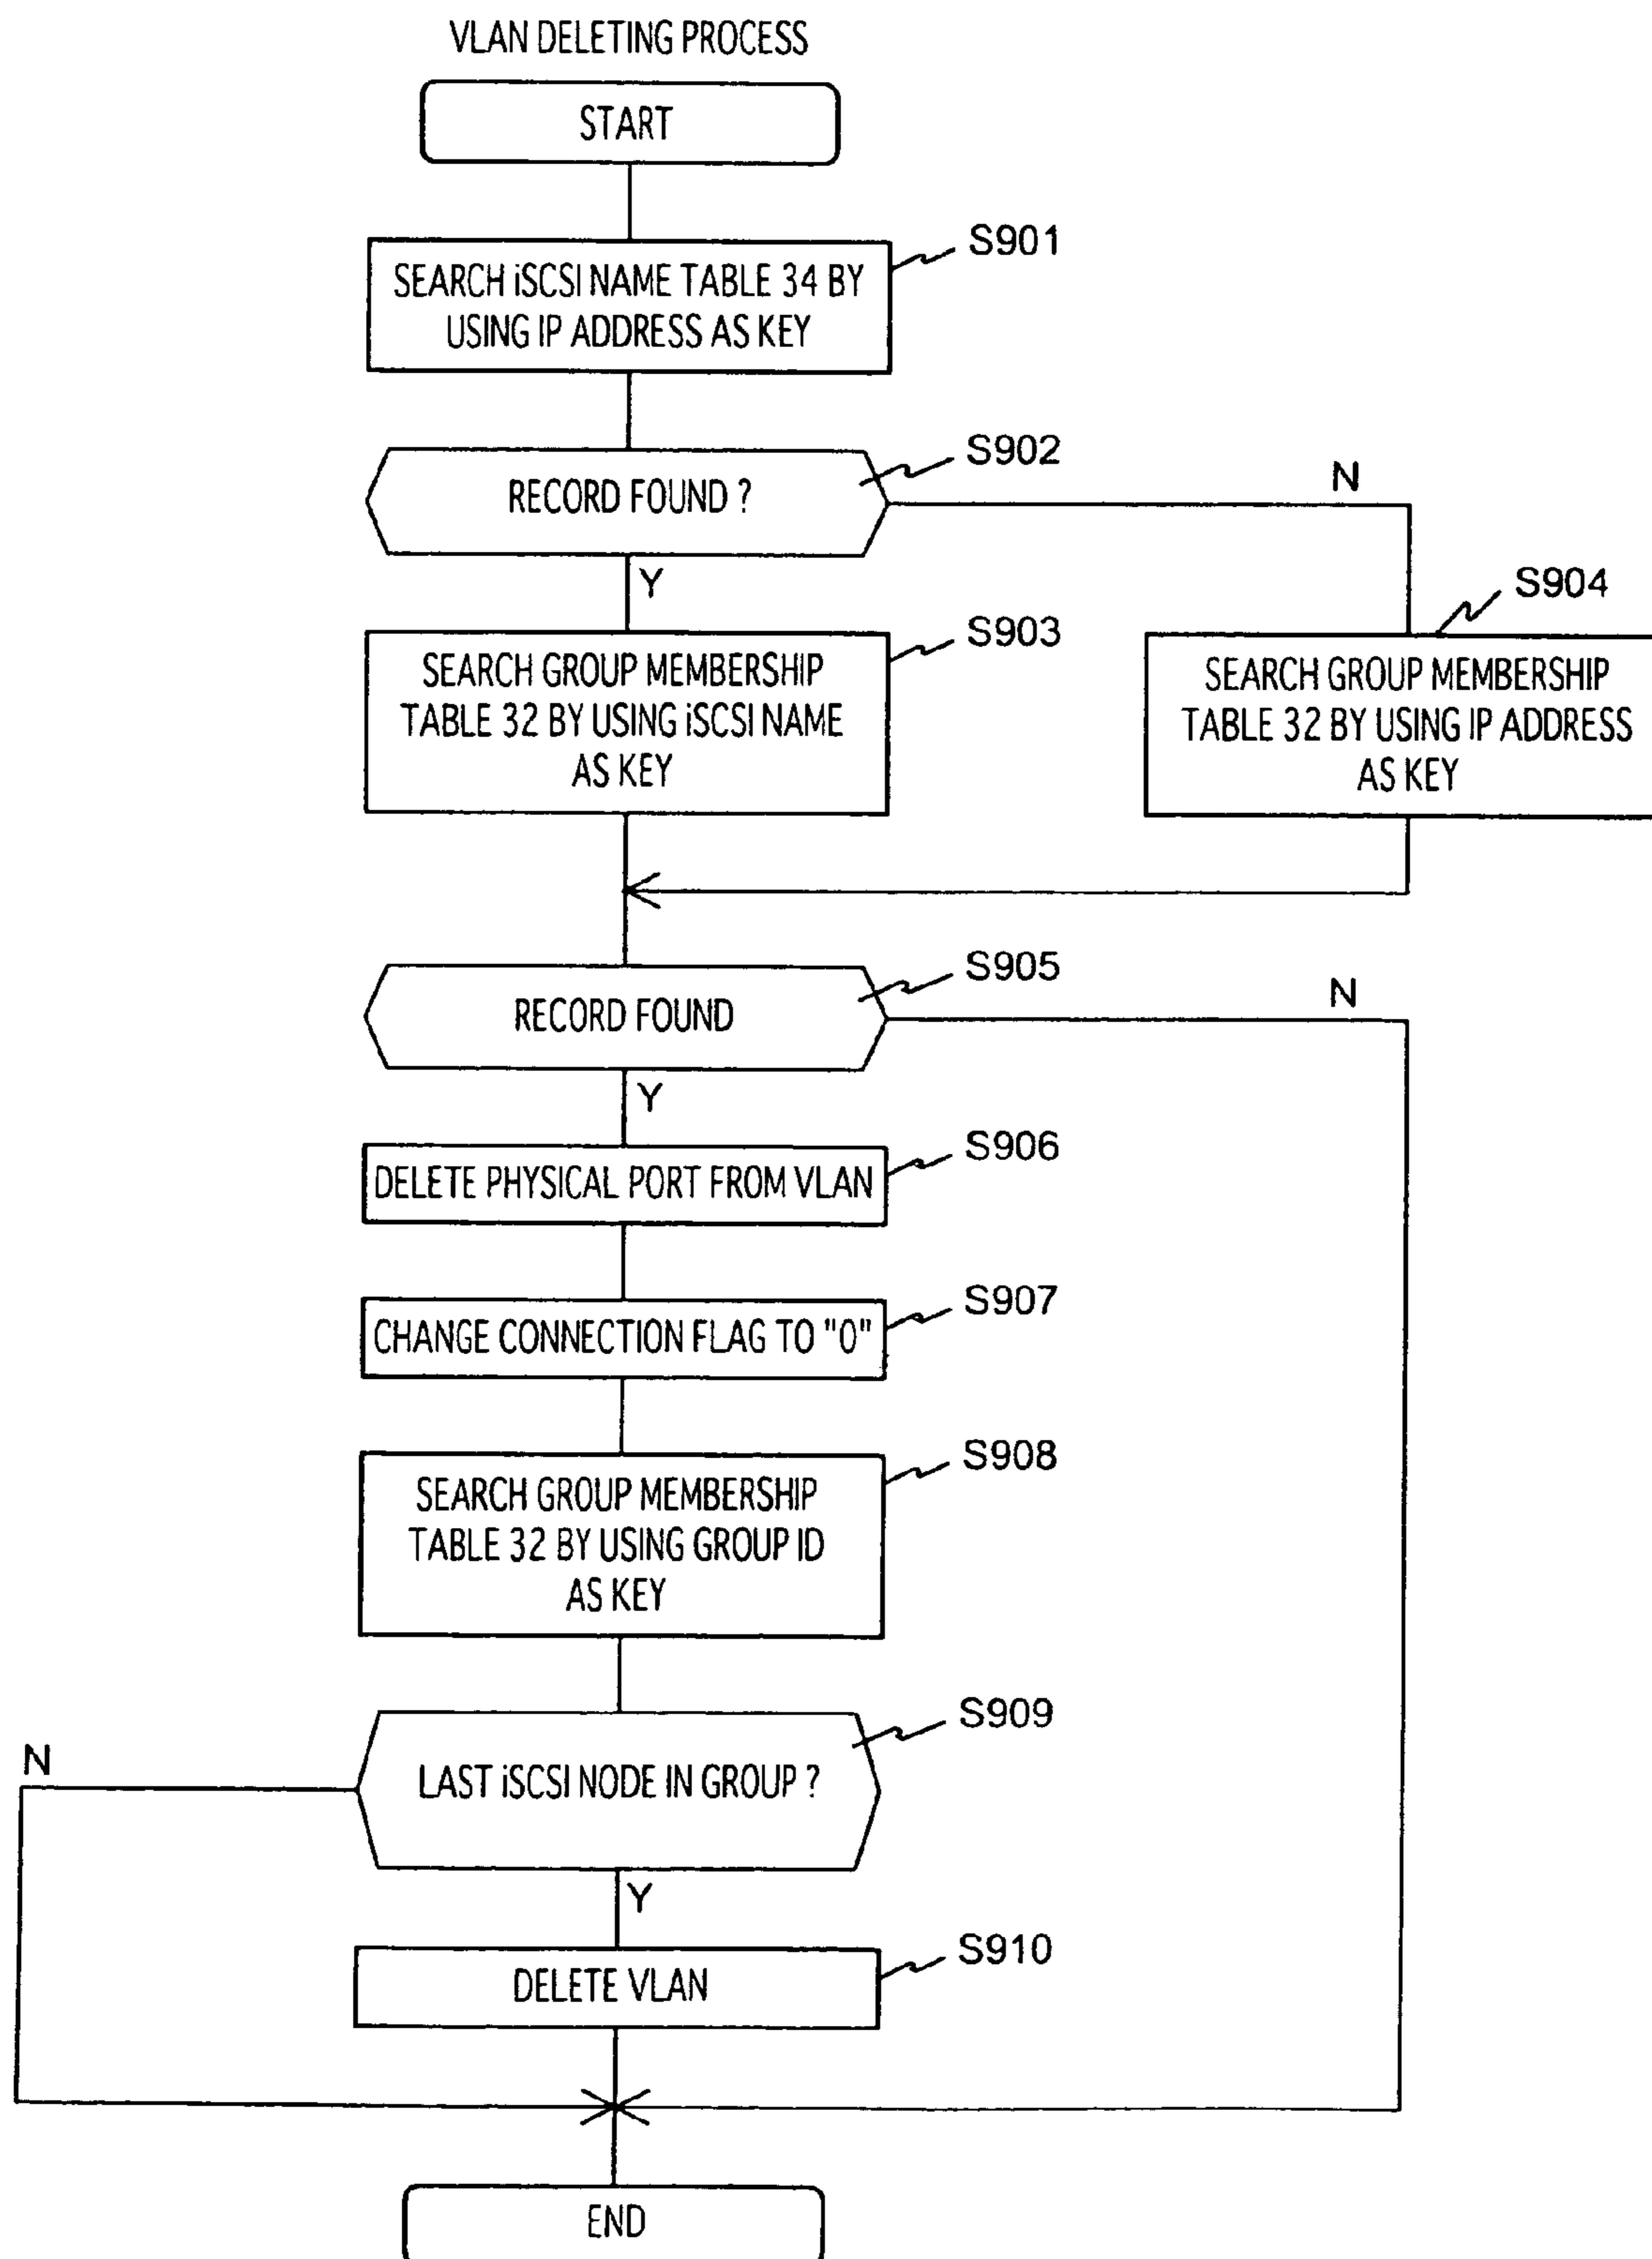 VLAN DELETING PROCESS
START
S901
SEARCH iSCSI NAME TABLE 34 BY
USING IP ADDRESS AS KEY
S902
RECORD FOUND ?
N
Y
S903
SEARCH GROUP MEMBERSHIP
TABLE 32 BY USING iSCSI NAME
AS KEY
S904
SEARCH GROUP MEMBERSHIP
TABLE 32 BY USING IP ADDRESS
AS KEY
S905
RECORD FOUND
N
Y
S906
DELETE PHYSICAL PORT FROM VLAN
S907
CHANGE CONNECTION FLAG TO "0"
S908
SEARCH GROUP MEMBERSHIP
TABLE 32 BY USING GROUP ID
AS KEY
S909
LAST iSCSI NODE IN GROUP ?
N
Y
S910
DELETE VLAN
END